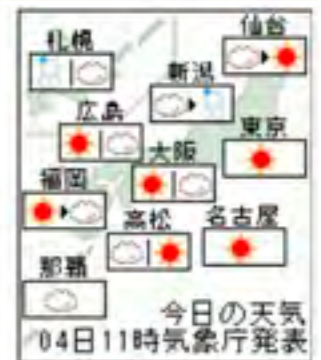 仙台
札幌
新潟
広島
東京
大阪
福岡
高松
名古屋
那覇
今日の天気
04日11時気象庁発表